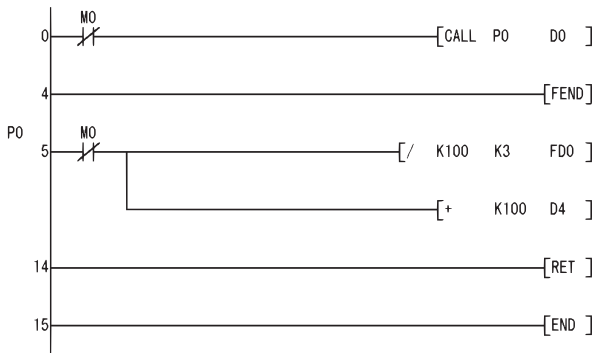 M0
0 [CALL P0 D0 ]
4 [FEND]
P0 M0
5 [/ K100 K3 FD0 ]
[+ K100 D4 ]
14 [RET ]
15 [END ]